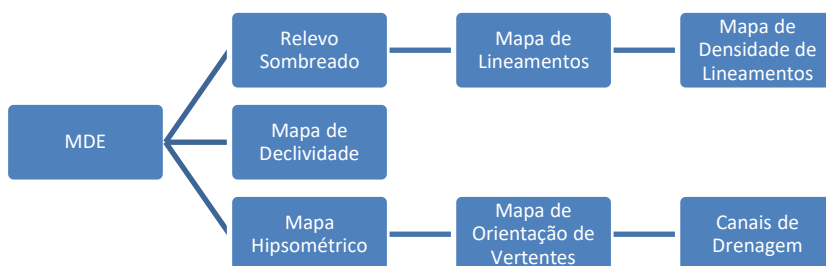 Relevo
Sombreado
Mapa de
Lineamentos
Mapa de
Densidade de
Lineamentos
MDE
Mapa de
Declividade
Mapa
Hipsométrico
Mapa de
Orientação de
Vertentes
Canais de
Drenagem